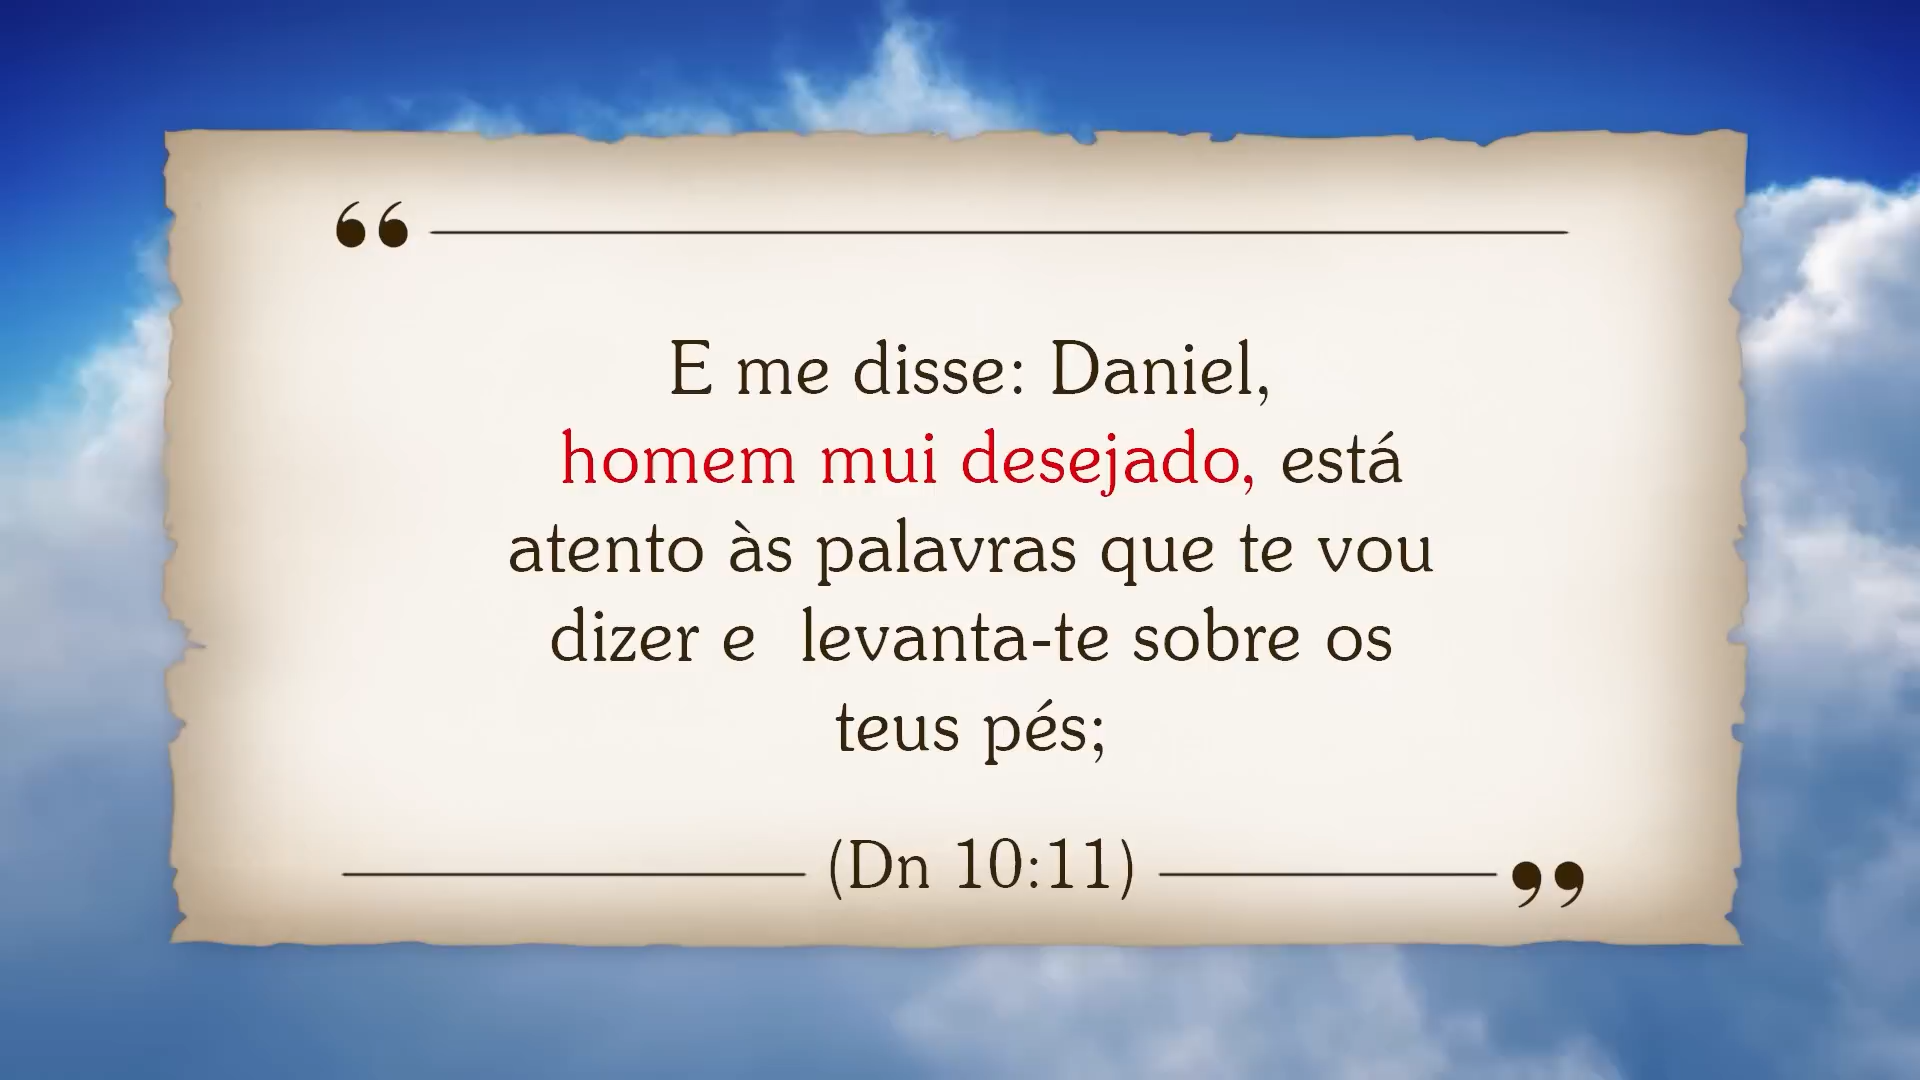 “
E me disse: Daniel,
homem mui desejado, está
atento às palavras que te vou
dizer e  levanta-te sobre os
teus pés;
(Dn 10:11)
”